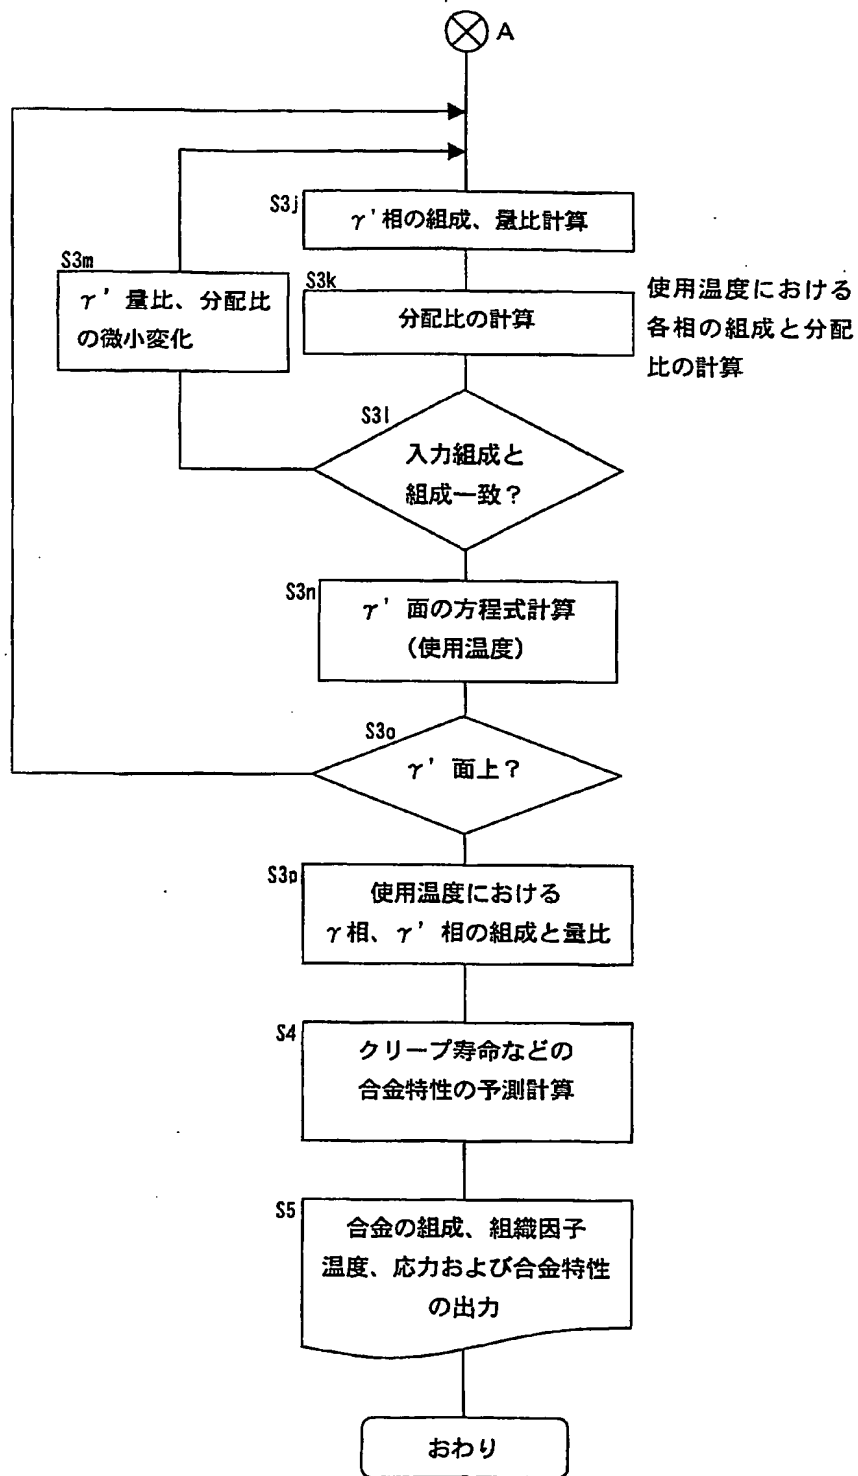 A
S3j
γ'相の組成、量比計算
S3m
γ' 量比、分配比
の微小変化
S3k
分配比の計算
使用温度における
各相の組成と分配
比の計算
S3l
入力組成と
組成一致?
S3n
γ' 面の方程式計算
(使用温度)
S3o
γ' 面上?
S3p
使用温度における
γ相、γ' 相の組成と量比
S4
クリープ寿命などの
合金特性の予測計算
S5
合金の組成、組織因子
温度、応力および合金特性
の出力
おわり